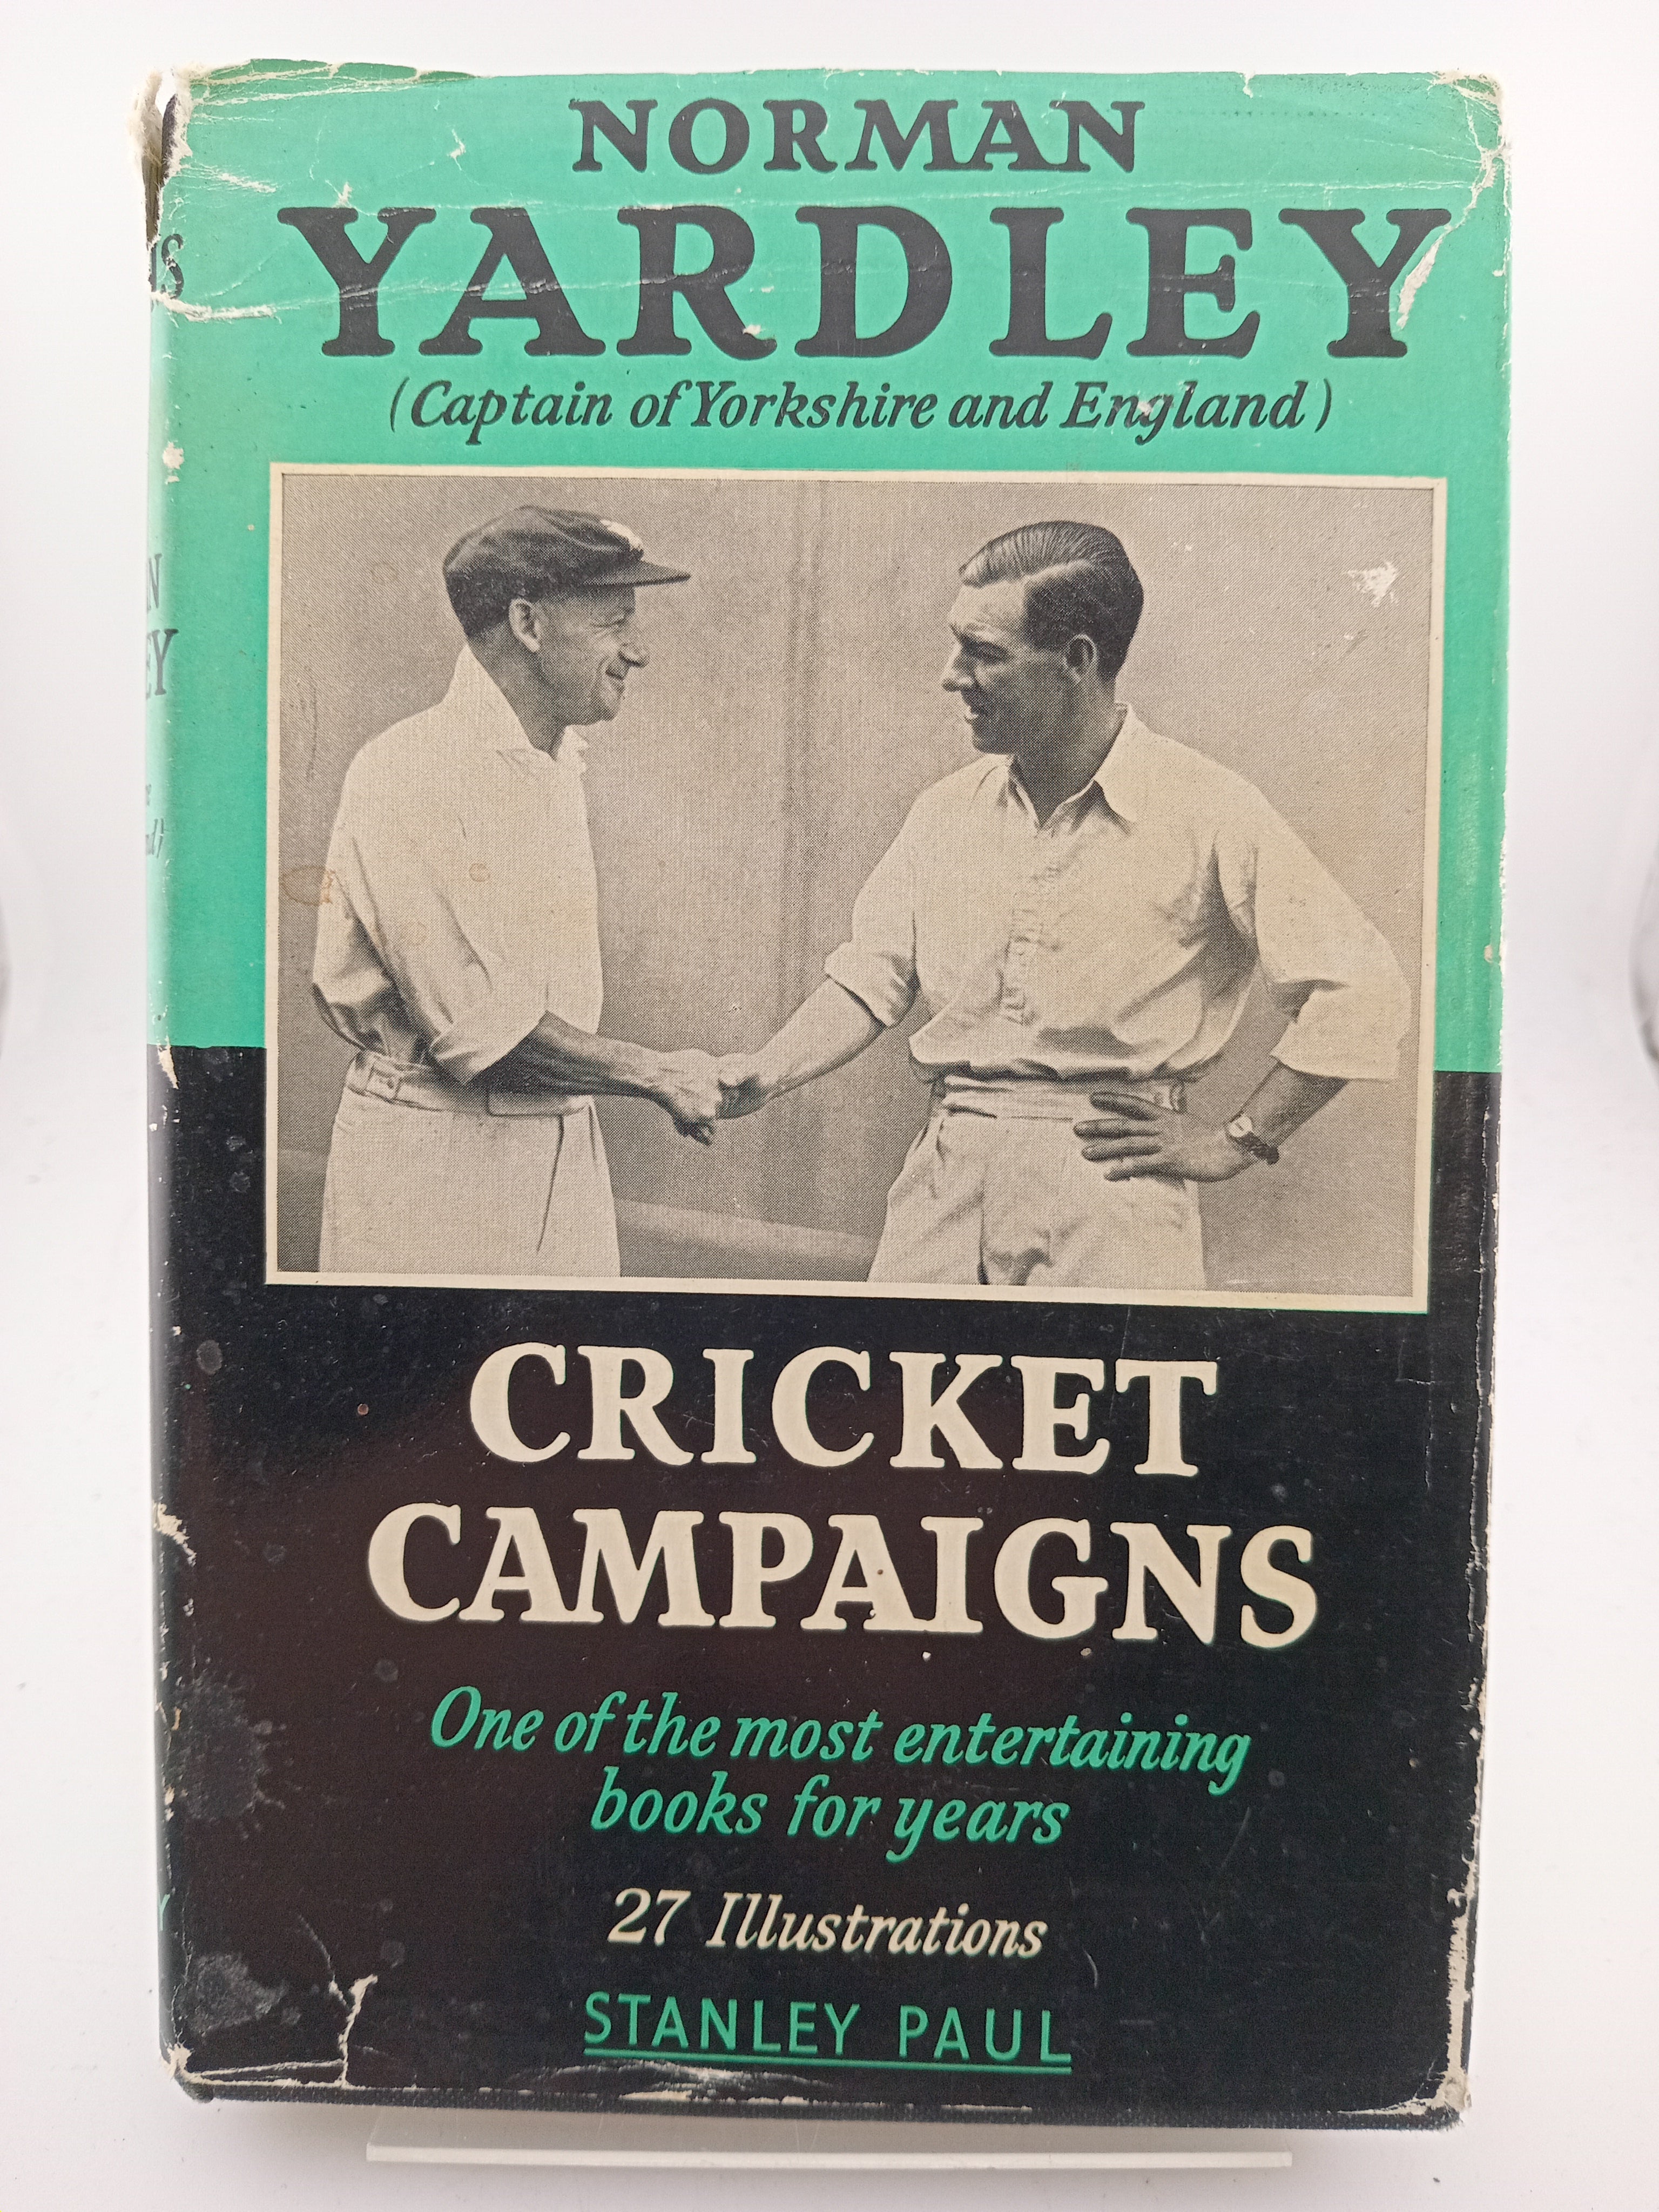 NORMAN
YARDLEY
(Captain of Yorkshire and England)
CRICKET
CAMPAIGNS
One of the most entertaining
books for years
27 Illustrations
STANLEY PAUL